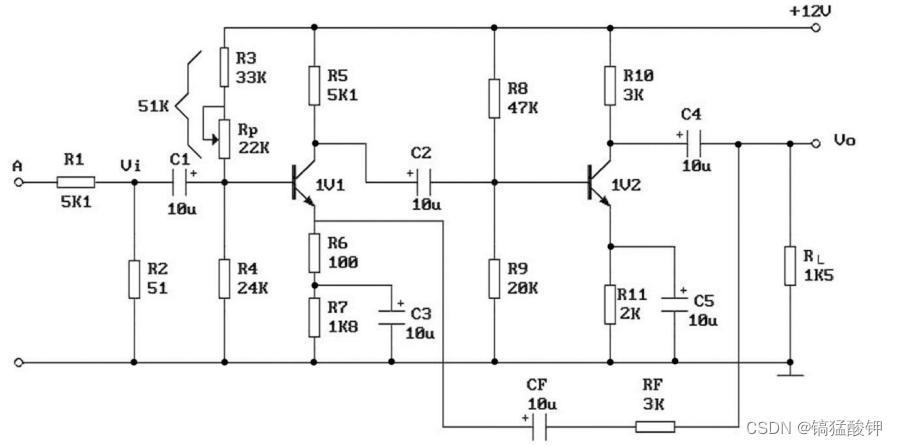 +12V
R3
33K
51K
Rp
22K
R5
5K1
R8
47K
R10
3K
C4
+
10u
Vo
A
R1
5K1
Vi
C1
+
10u
1V1
C2
+
10u
1V2
R2
51
R4
24K
R6
100
R7
1K8
+
C3
10u
R9
20K
R11
2K
+
C5
10u
RL
1K5
CF
10u
+
RF
3K
CSDN @镐猛酸钾